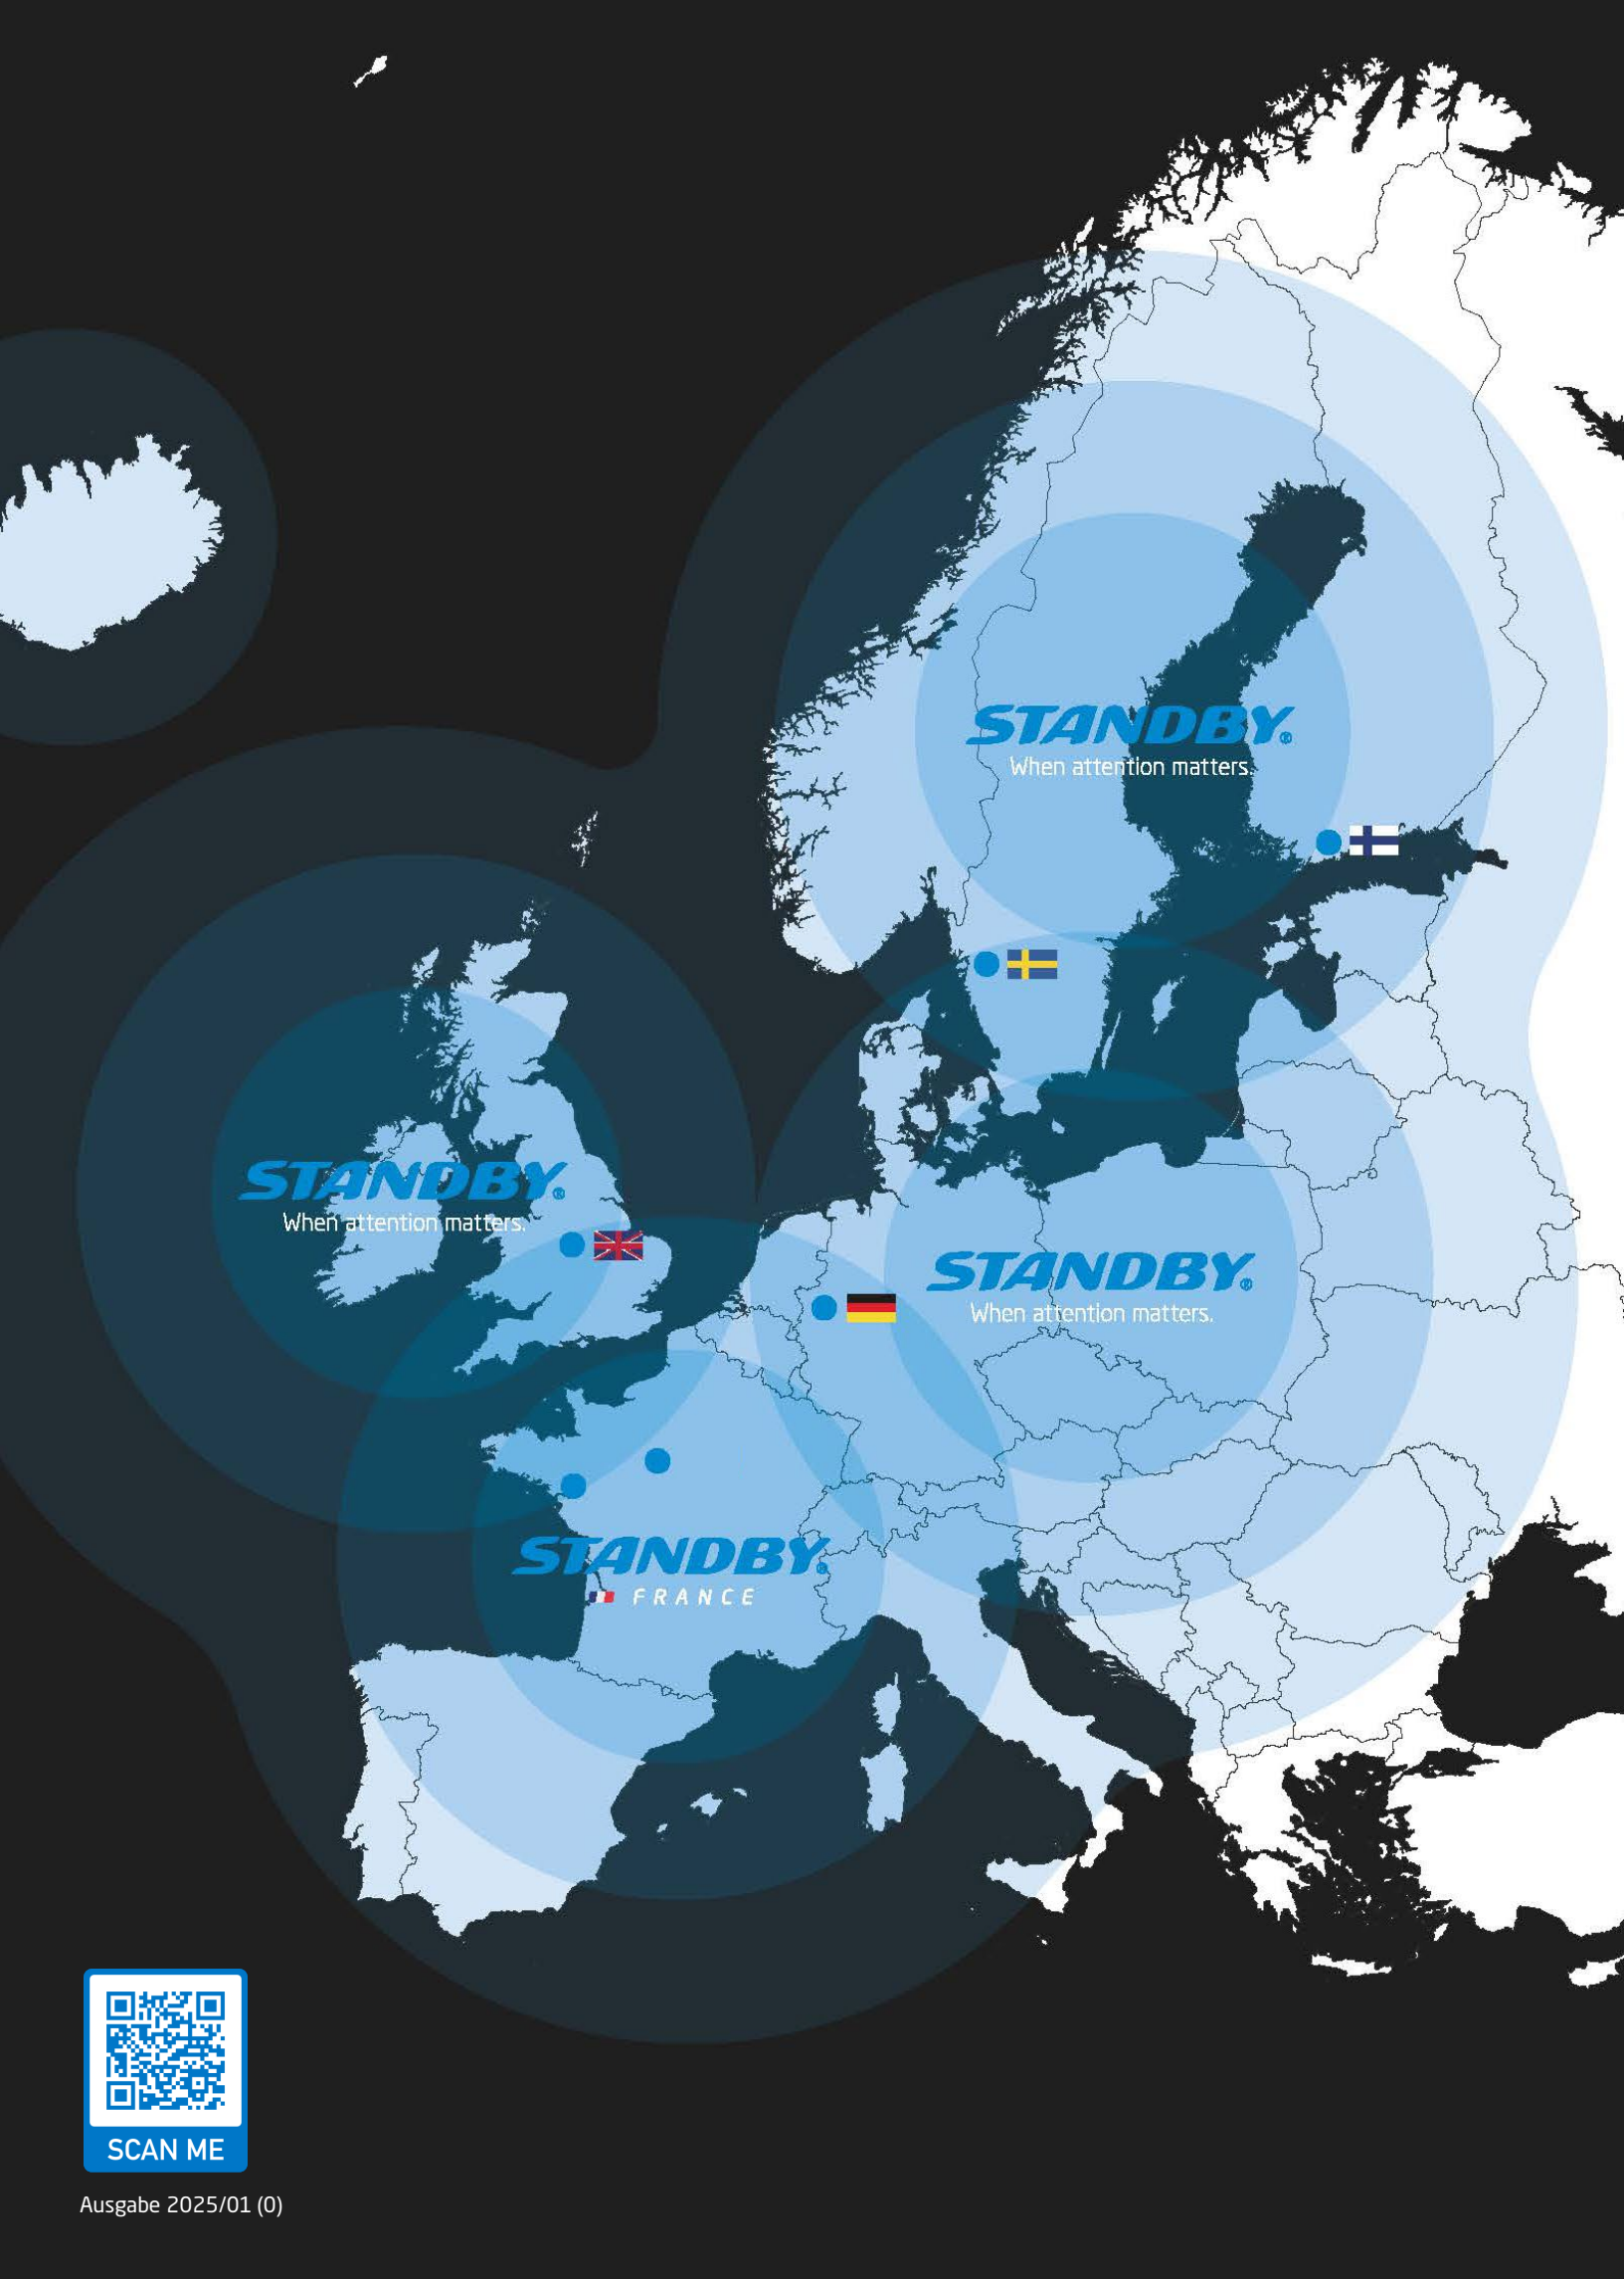 STANDBY®
When attention matters.
STANDBY®
When attention matters.
STANDBY®
When attention matters.
STANDBY®
FRANCE
SCAN ME
Ausgabe 2025/01 (0)